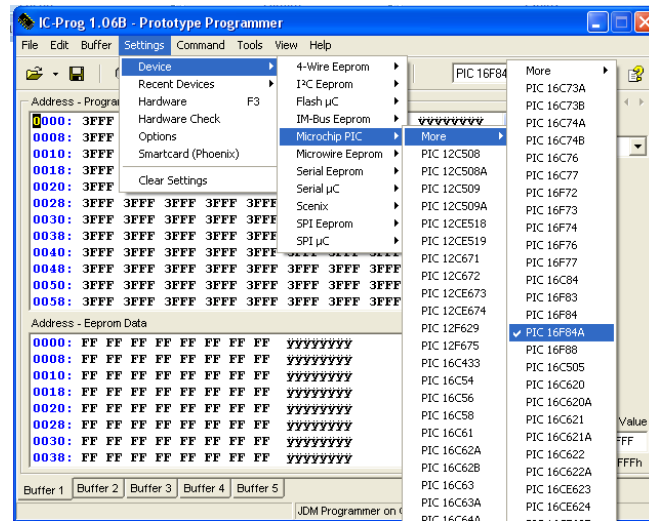 IC-Prog 1.06B - Prototype Programmer
File Edit Buffer Settings Command Tools View Help
PIC 16F84
Device
Recent Devices
Hardware F3
Hardware Check
Options
Smartcard (Phoenix)
Clear Settings
4-Wire Eeprom
I²C Eeprom
Flash µC
IM-Bus Eeprom
Microchip PIC
Microwire Eeprom
Serial Eeprom
Serial µC
Scenix
SPI Eeprom
SPI µC
More
PIC 12C508
PIC 12C508A
PIC 12C509
PIC 12C509A
PIC 12CE518
PIC 12CE519
PIC 12C671
PIC 12C672
PIC 12CE673
PIC 12CE674
PIC 12F629
PIC 12F675
PIC 16C433
PIC 16C54
PIC 16C56
PIC 16C58
PIC 16C61
PIC 16C62A
PIC 16C62B
PIC 16C63
PIC 16C63A
PIC 16C64A
More
PIC 16C73A
PIC 16C73B
PIC 16C74A
PIC 16C74B
PIC 16C76
PIC 16C77
PIC 16F72
PIC 16F73
PIC 16F74
PIC 16F76
PIC 16F77
PIC 16C84
PIC 16F83
PIC 16F84
PIC 16F84A
PIC 16F88
PIC 16C505
PIC 16C620
PIC 16C620A
PIC 16C621
PIC 16C621A
PIC 16C622
PIC 16C622A
PIC 16CE623
PIC 16CE624
Address - Progra
0000: 3FFF ÿÿÿÿÿÿÿÿ
0008: 3FFF
0010: 3FFF
0018: 3FFF
0020: 3FFF
0028: 3FFF 3FFF 3FFF 3FFF 3FFF
0030: 3FFF 3FFF 3FFF 3FFF 3FFF
0038: 3FFF 3FFF 3FFF 3FFF 3FFF
0040: 3FFF 3FFF 3FFF 3FFF 3FFF
0048: 3FFF 3FFF 3FFF 3FFF 3FFF 3FFF 3FFF 3FFF
0050: 3FFF 3FFF 3FFF 3FFF 3FFF 3FFF 3FFF 3FFF
0058: 3FFF 3FFF 3FFF 3FFF 3FFF 3FFF 3FFF 3FFF
Address - Eeprom Data
0000: FF FF FF FF FF FF FF FF ÿÿÿÿÿÿÿÿ
0008: FF FF FF FF FF FF FF FF ÿÿÿÿÿÿÿÿ
0010: FF FF FF FF FF FF FF FF ÿÿÿÿÿÿÿÿ
0018: FF FF FF FF FF FF FF FF ÿÿÿÿÿÿÿÿ
0020: FF FF FF FF FF FF FF FF ÿÿÿÿÿÿÿÿ
0028: FF FF FF FF FF FF FF FF ÿÿÿÿÿÿÿÿ
0030: FF FF FF FF FF FF FF FF ÿÿÿÿÿÿÿÿ
0038: FF FF FF FF FF FF FF FF ÿÿÿÿÿÿÿÿ
Value
FFF
FFFh
Buffer 1 Buffer 2 Buffer 3 Buffer 4 Buffer 5
JDM Programmer on